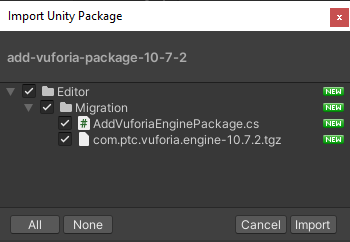 Import Unity Package
x
add-vuforia-package-10-7-2
Editor NEW
Migration NEW
# AddVuforiaEnginePackage.cs NEW
com.ptc.vuforia.engine-10.7.2.tgz NEW
All None Cancel Import